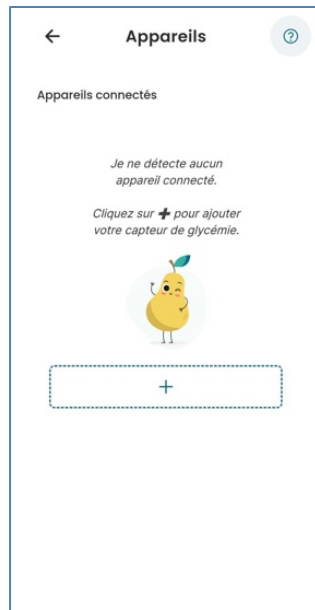 Appareils
Appareils connectés
Je ne détecte aucun
appareil connecté.
Cliquez sur ✚ pour ajouter
votre capteur de glycémie.